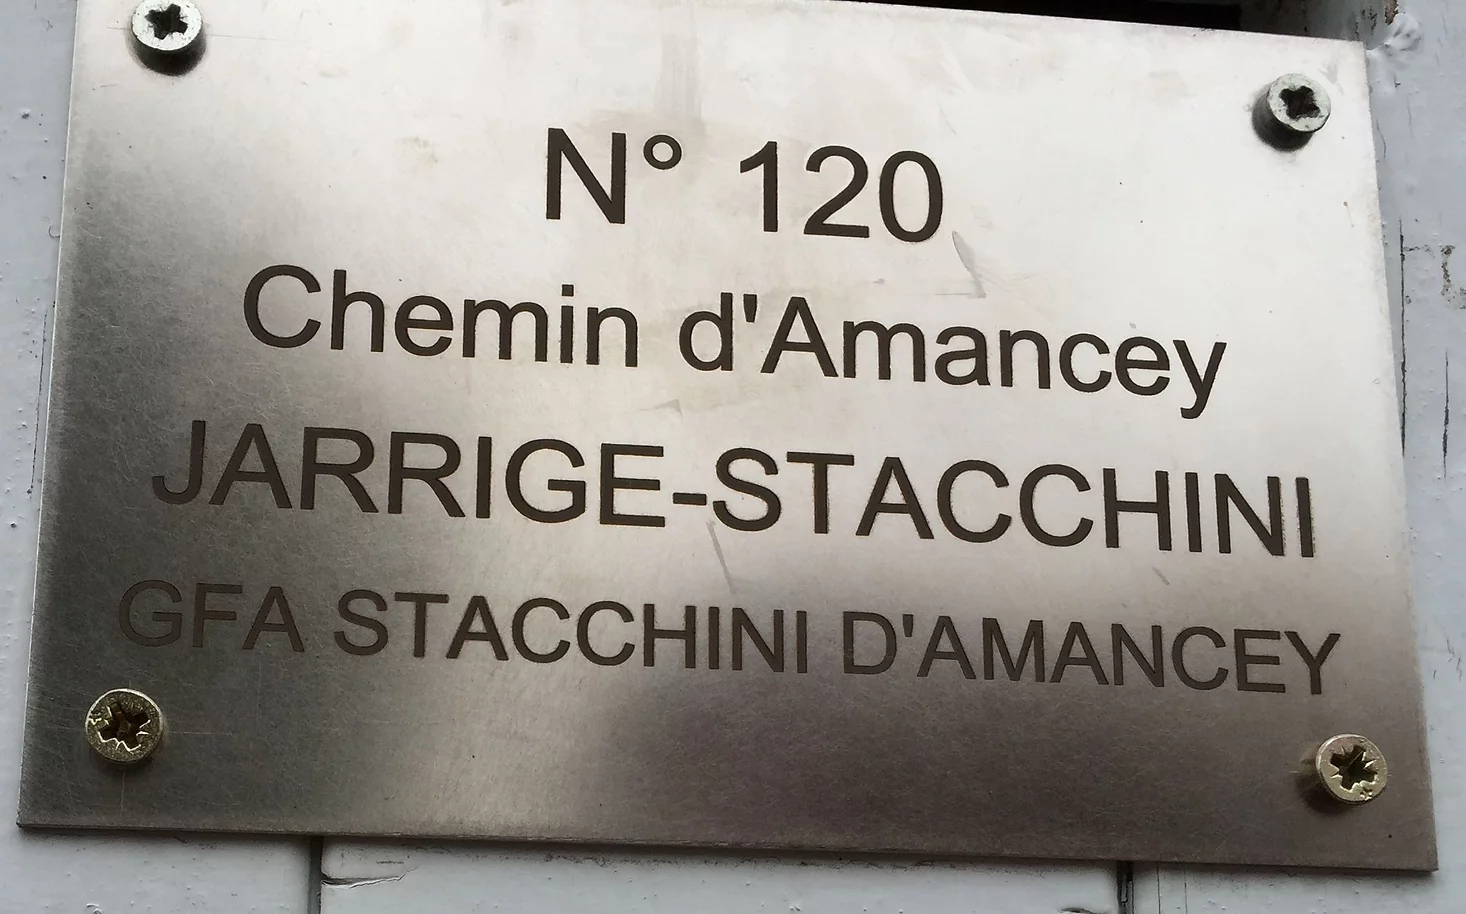 N° 120
Chemin d'Amancey
JARRIGE-STACCHINI
GFA STACCHINI D'AMANCEY